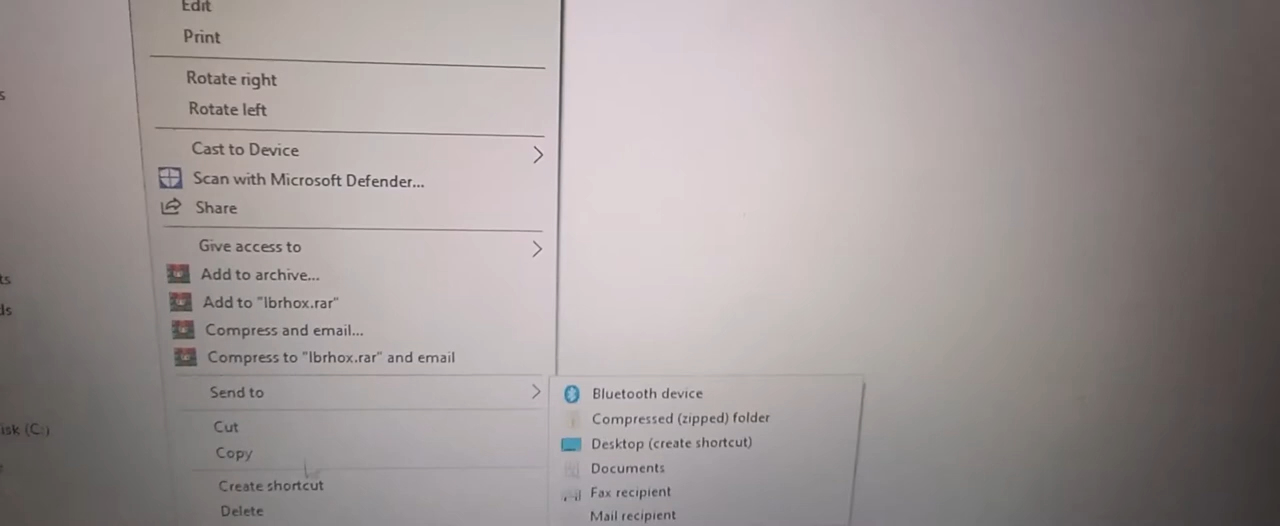 Edit
Print
Rotate right
Rotate left
Cast to Device
Scan with Microsoft Defender...
Share
Give access to
Add to archive...
Add to "lbrhox.rar"
Compress and email...
Compress to "lbrhox.rar" and email
Send to
Cut
Copy
Create shortcut
Delete
Bluetooth device
Compressed (zipped) folder
Desktop (create shortcut)
Documents
Fax recipient
Mail recipient
s
ts
ds
isk (C:)